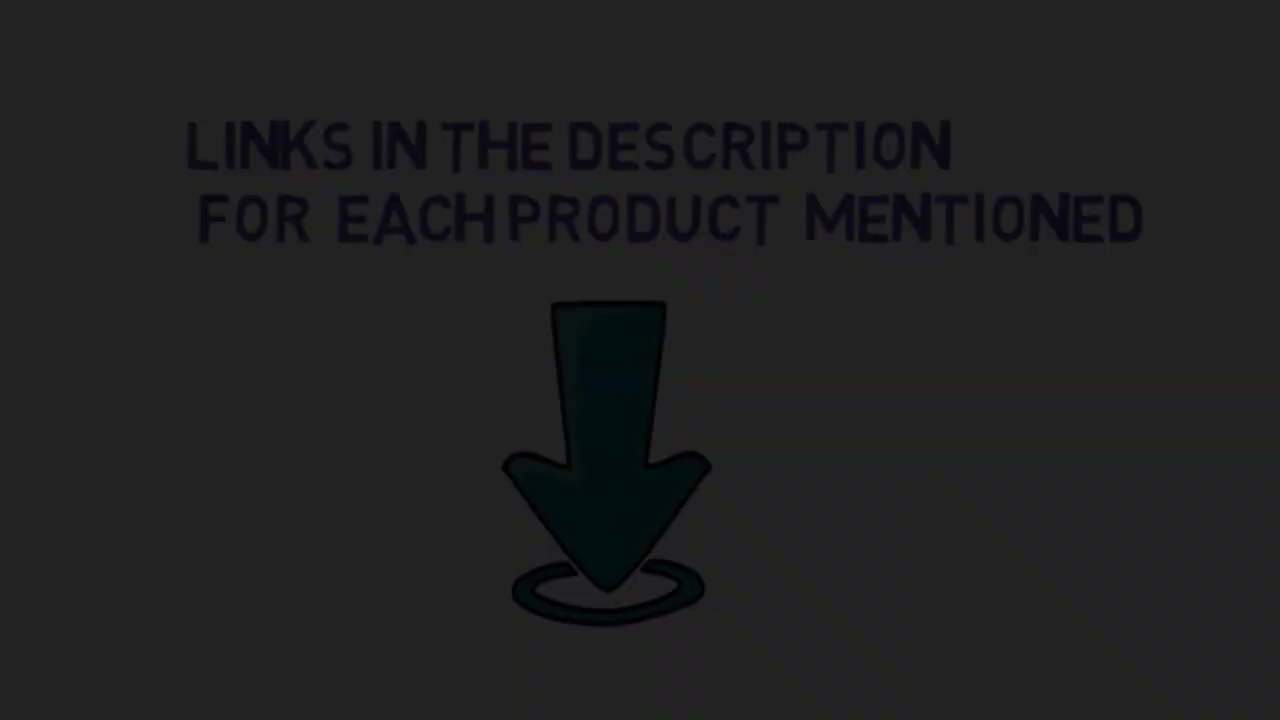 LINKS IN THE DESCRIPTION
FOR EACH PRODUCT MENTIONED